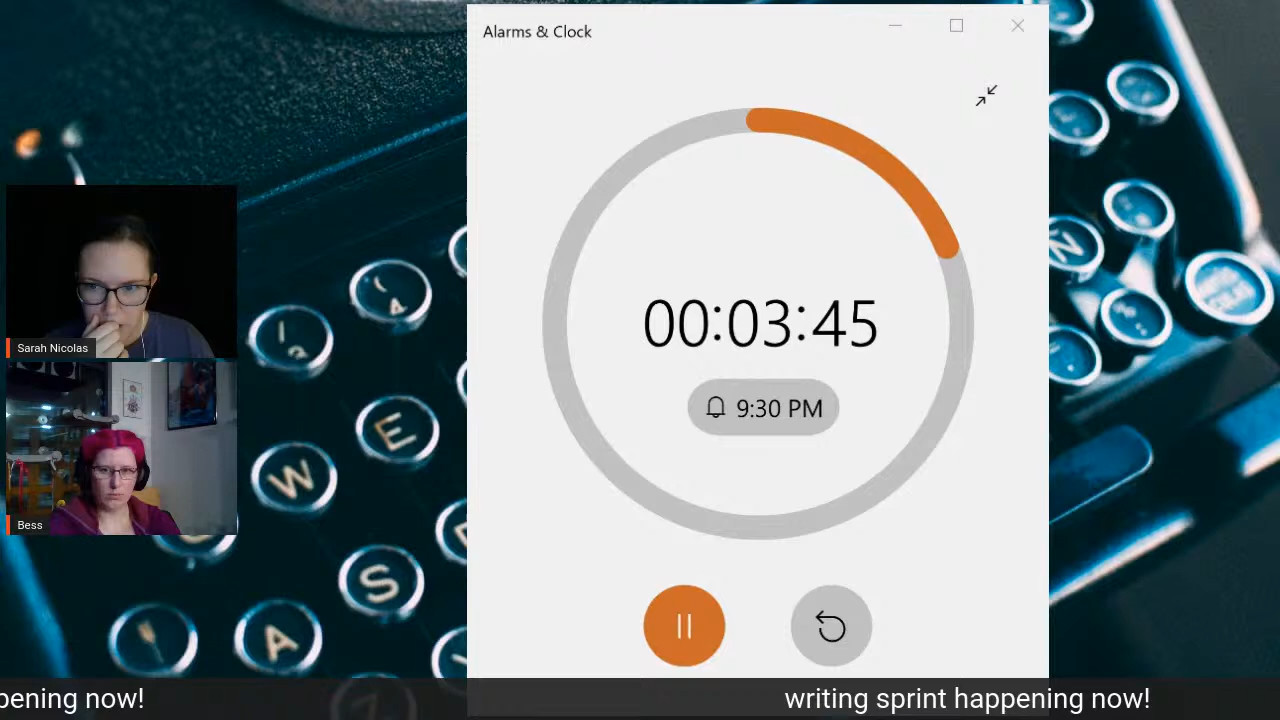 Alarms & Clock
00:03:45
9:30 PM
Sarah Nicolas
Bess
W
E
S
A
N
pening now!
writing sprint happening now!